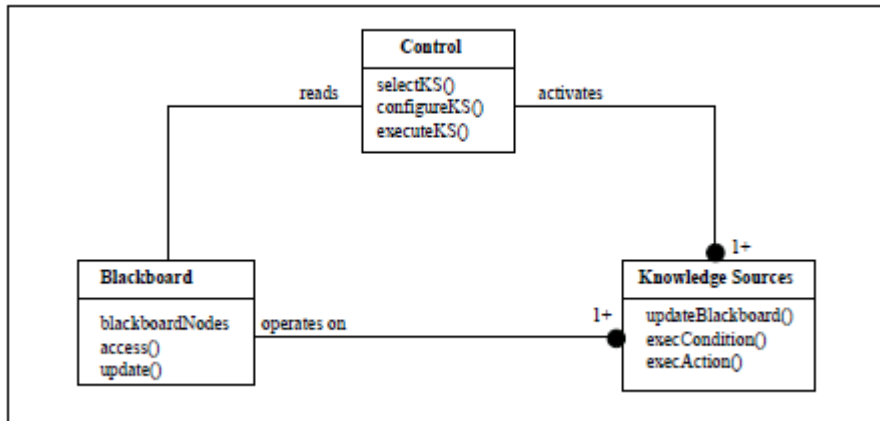 Control
selectKS()
configureKS()
executeKS()
reads
activates
1+
Blackboard
blackboardNodes
access()
update()
operates on
1+
Knowledge Sources
updateBlackboard()
execCondition()
execAction()